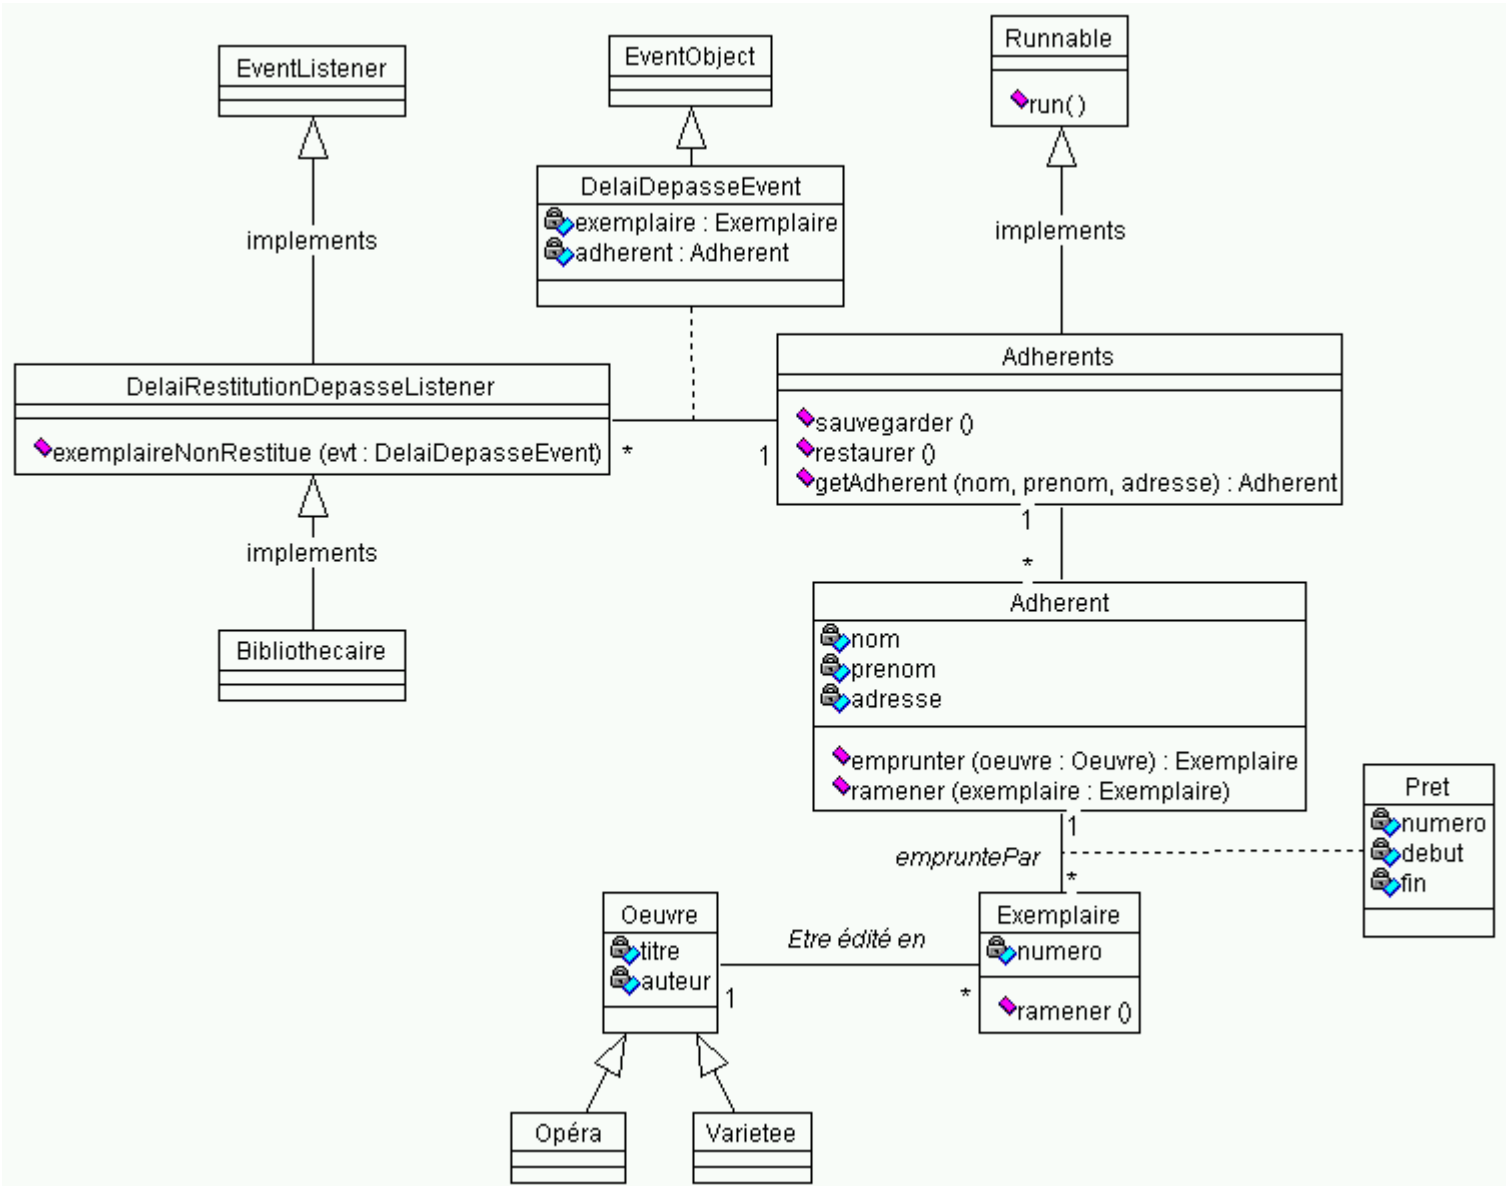 EventListener
EventObject
Runnable
run()
DelaiDepasseEvent
exemplaire : Exemplaire
adherent : Adherent
implements
implements
DelaiRestitutionDepasseListener
exemplaireNonRestitue (evt : DelaiDepasseEvent)
*
1
Adherents
sauvegarder ()
restaurer ()
getAdherent (nom, prenom, adresse) : Adherent
1
*
implements
Bibliothecaire
Adherent
nom
prenom
adresse
emprunter (oeuvre : Oeuvre) : Exemplaire
ramener (exemplaire : Exemplaire)
1
empruntePar
*
Pret
numero
debut
fin
Oeuvre
titre
auteur
1
Etre édité en
*
Exemplaire
numero
ramener ()
Opéra
Varietee